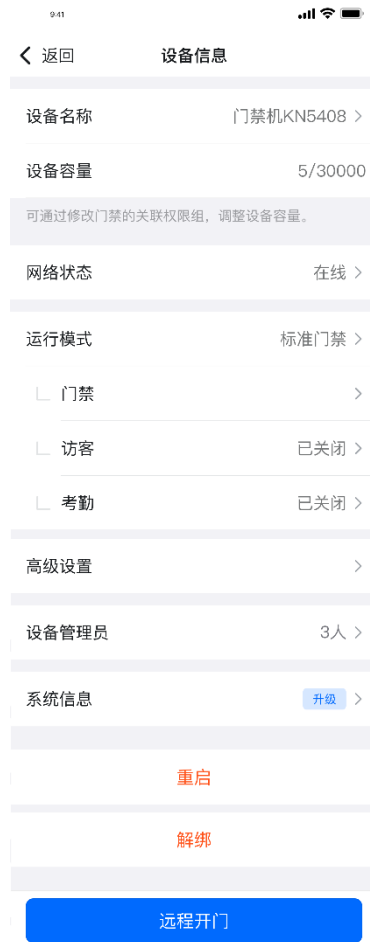 9:41
返回
设备信息
设备名称 门禁机KN5408
设备容量 5/30000
可通过修改门禁的关联权限组，调整设备容量。
网络状态 在线
运行模式 标准门禁
门禁
访客 已关闭
考勤 已关闭
高级设置
设备管理员 3人
系统信息 升级
重启
解绑
远程开门